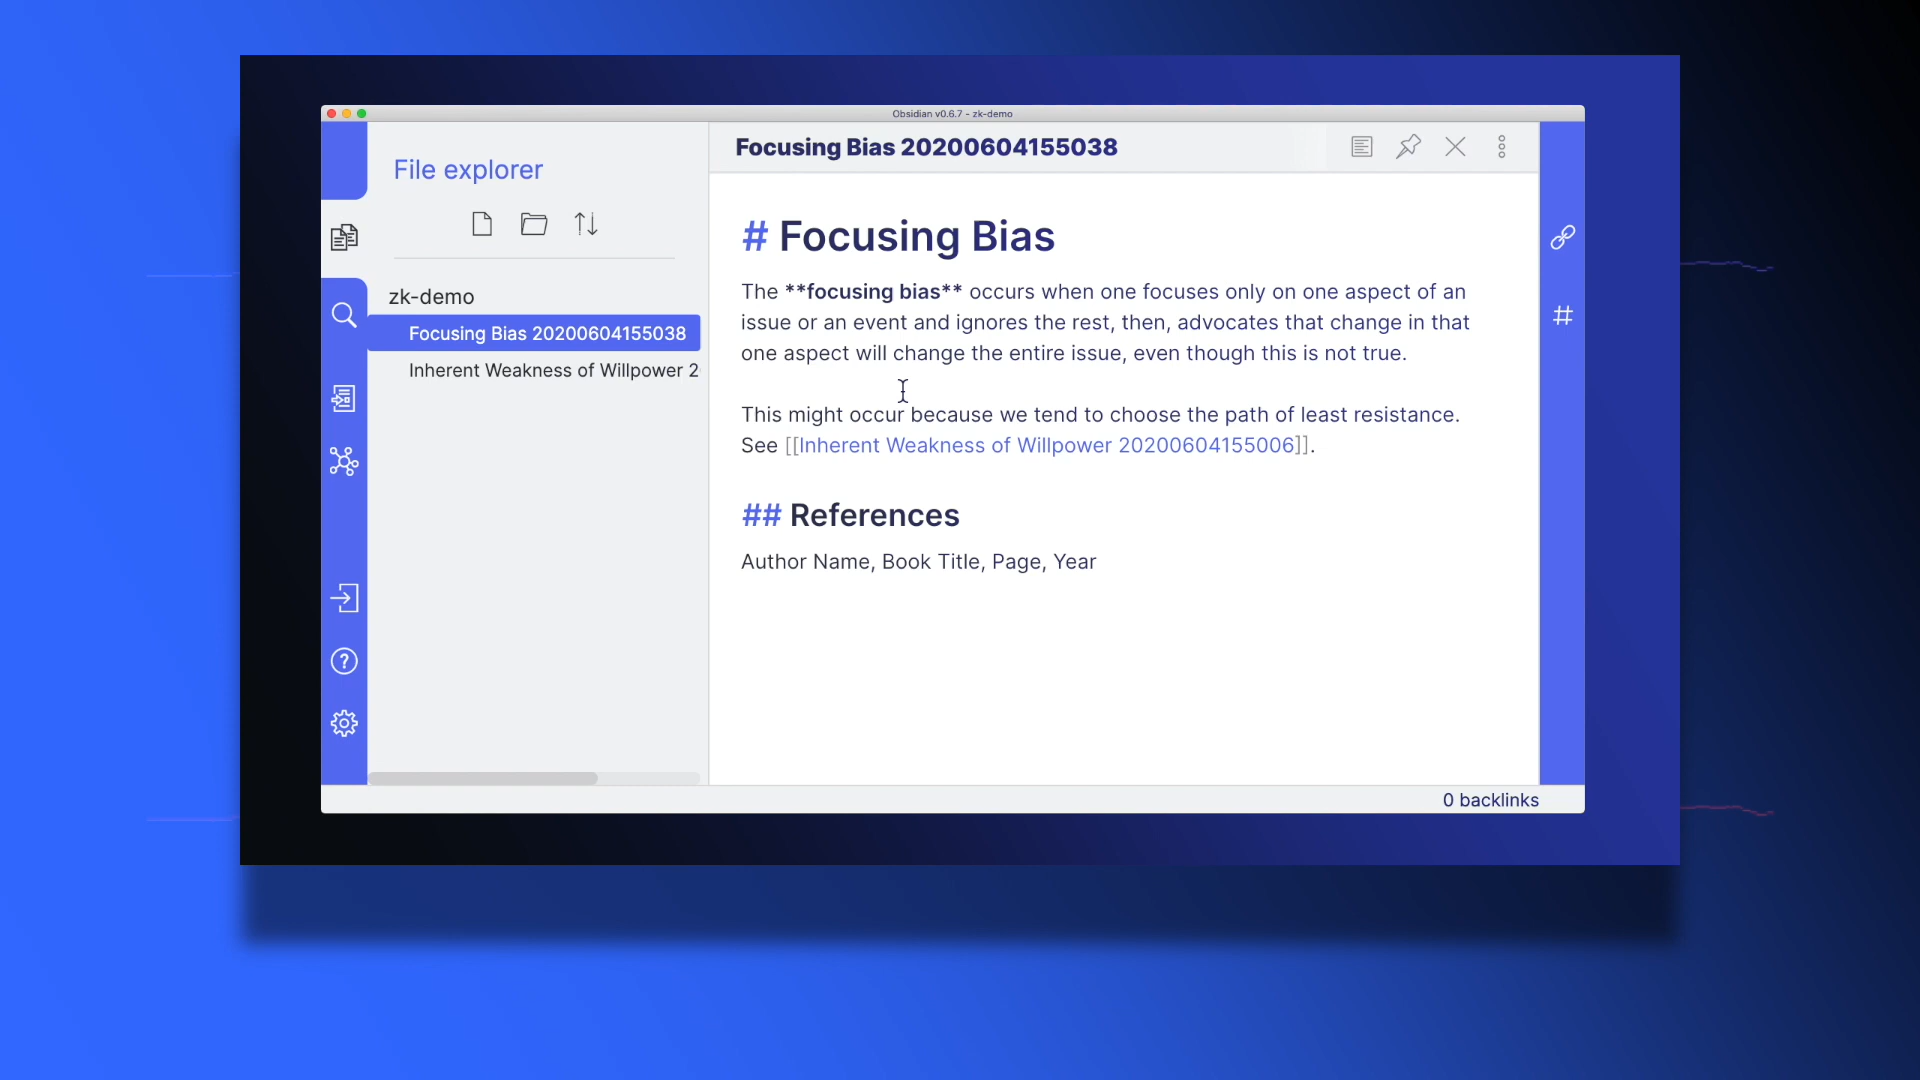 Obsidian v0.6.7 - zk-demo
File explorer
zk-demo
Focusing Bias 20200604155038
Inherent Weakness of Willpower 2
Focusing Bias 20200604155038
# Focusing Bias
The **focusing bias** occurs when one focuses only on one aspect of an
issue or an event and ignores the rest, then, advocates that change in that
one aspect will change the entire issue, even though this is not true.
This might occur because we tend to choose the path of least resistance.
See [[Inherent Weakness of Willpower 20200604155006]].
## References
Author Name, Book Title, Page, Year
0 backlinks